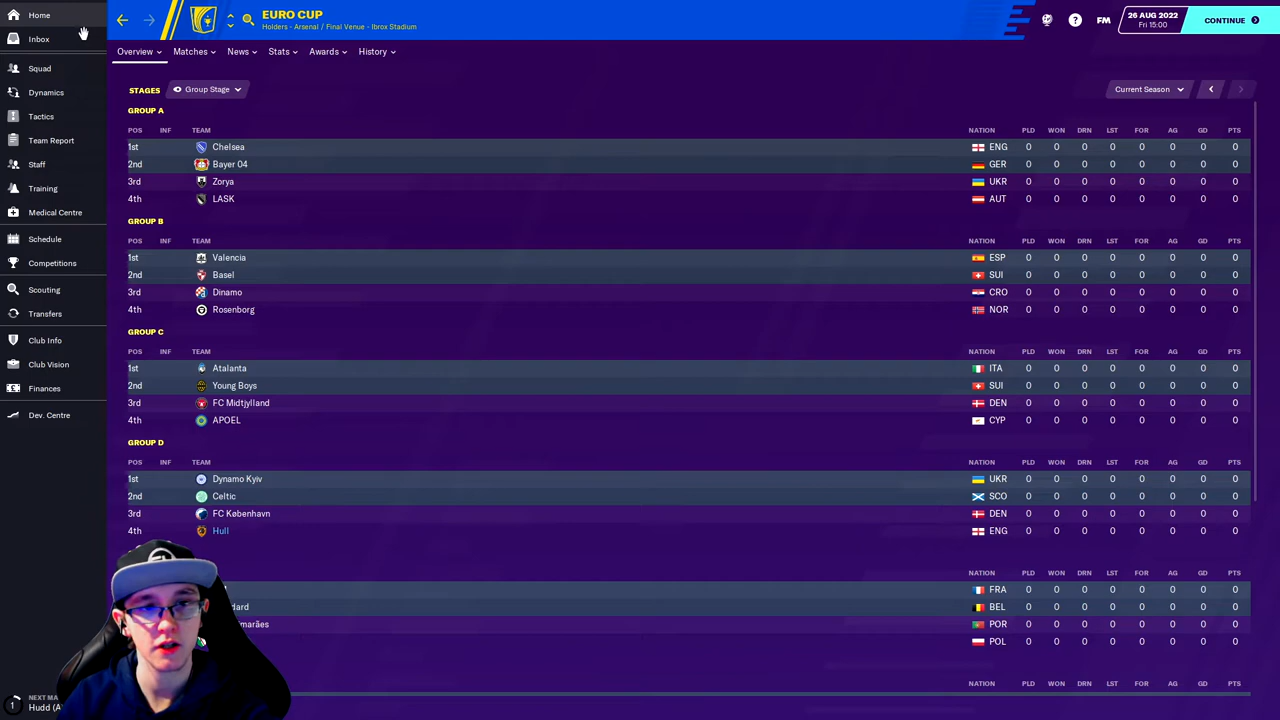 Home
Inbox
Squad
Dynamics
Tactics
Team Report
Staff
Training
Medical Centre
Schedule
Competitions
Scouting
Transfers
Club Info
Club Vision
Finances
Dev. Centre
1
NEXT MA
Hudd (A
EURO CUP
Holders - Arsenal / Final Venue - Ibrox Stadium
FM
26 AUG 2022
Fri 15:00
CONTINUE
Overview Matches News Stats Awards History
STAGES Group Stage Current Season
GROUP A
POS INF TEAM NATION PLD WON DRN LST FOR AG GD PTS
1st Chelsea ENG 0 0 0 0 0 0 0 0
2nd Bayer 04 GER 0 0 0 0 0 0 0 0
3rd Zorya UKR 0 0 0 0 0 0 0 0
4th LASK AUT 0 0 0 0 0 0 0 0
GROUP B
POS INF TEAM NATION PLD WON DRN LST FOR AG GD PTS
1st Valencia ESP 0 0 0 0 0 0 0 0
2nd Basel SUI 0 0 0 0 0 0 0 0
3rd Dinamo CRO 0 0 0 0 0 0 0 0
4th Rosenborg NOR 0 0 0 0 0 0 0 0
GROUP C
POS INF TEAM NATION PLD WON DRN LST FOR AG GD PTS
1st Atalanta ITA 0 0 0 0 0 0 0 0
2nd Young Boys SUI 0 0 0 0 0 0 0 0
3rd FC Midtjylland DEN 0 0 0 0 0 0 0 0
4th APOEL CYP 0 0 0 0 0 0 0 0
GROUP D
POS INF TEAM NATION PLD WON DRN LST FOR AG GD PTS
1st Dynamo Kyiv UKR 0 0 0 0 0 0 0 0
2nd Celtic SCO 0 0 0 0 0 0 0 0
3rd FC København DEN 0 0 0 0 0 0 0 0
4th Hull ENG 0 0 0 0 0 0 0 0
NATION PLD WON DRN LST FOR AG GD PTS
FRA 0 0 0 0 0 0 0 0
dard BEL 0 0 0 0 0 0 0 0
marães POR 0 0 0 0 0 0 0 0
POL 0 0 0 0 0 0 0 0
NATION PLD WON DRN LST FOR AG GD PTS